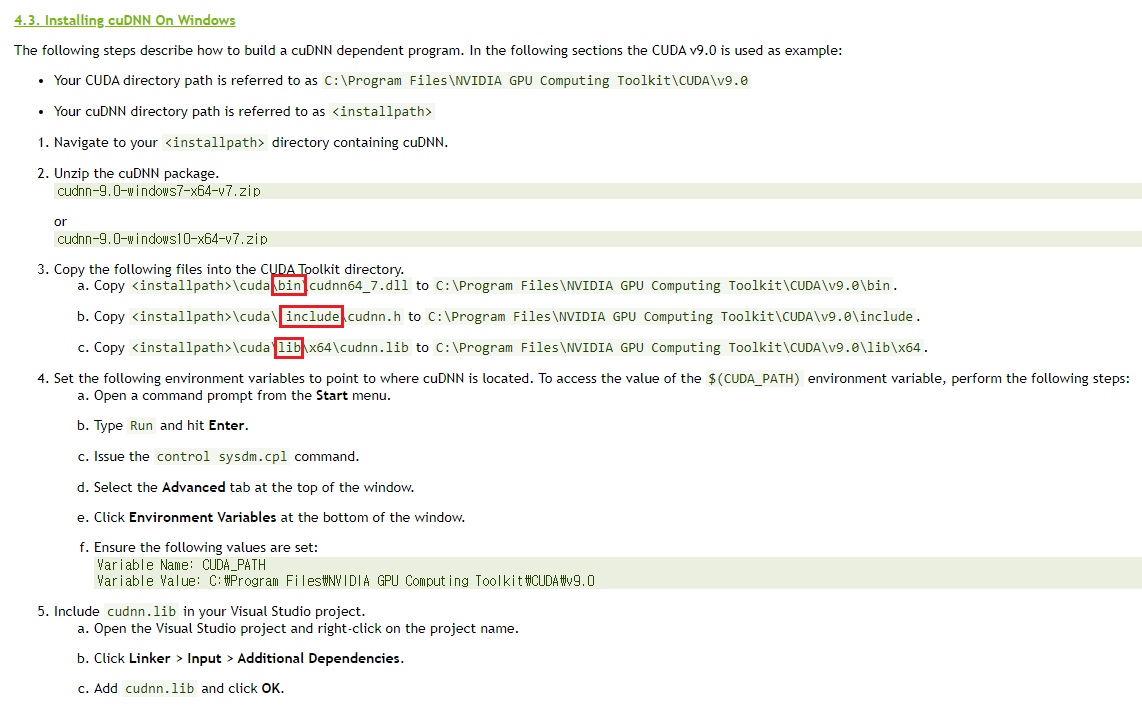 4.3. Installing cuDNN On Windows
The following steps describe how to build a cuDNN dependent program. In the following sections the CUDA v9.0 is used as example:
• Your CUDA directory path is referred to as C:\Program Files\NVIDIA GPU Computing Toolkit\CUDA\v9.0
• Your cuDNN directory path is referred to as <installpath>
1. Navigate to your <installpath> directory containing cuDNN.
2. Unzip the cuDNN package.
cudnn-9.0-windows7-x64-v7.zip
or
cudnn-9.0-windows10-x64-v7.zip
3. Copy the following files into the CUDA Toolkit directory.
a. Copy <installpath>\cuda\bin\cudnn64_7.dll to C:\Program Files\NVIDIA GPU Computing Toolkit\CUDA\v9.0\bin.
b. Copy <installpath>\cuda\include\cudnn.h to C:\Program Files\NVIDIA GPU Computing Toolkit\CUDA\v9.0\include.
c. Copy <installpath>\cuda\lib\x64\cudnn.lib to C:\Program Files\NVIDIA GPU Computing Toolkit\CUDA\v9.0\lib\x64.
4. Set the following environment variables to point to where cuDNN is located. To access the value of the $(CUDA_PATH) environment variable, perform the following steps:
a. Open a command prompt from the Start menu.
b. Type Run and hit Enter.
c. Issue the control sysdm.cpl command.
d. Select the Advanced tab at the top of the window.
e. Click Environment Variables at the bottom of the window.
f. Ensure the following values are set:
Variable Name: CUDA_PATH
Variable Value: C:₩Program Files₩NVIDIA GPU Computing Toolkit₩CUDA₩v9.0
5. Include cudnn.lib in your Visual Studio project.
a. Open the Visual Studio project and right-click on the project name.
b. Click Linker > Input > Additional Dependencies.
c. Add cudnn.lib and click OK.